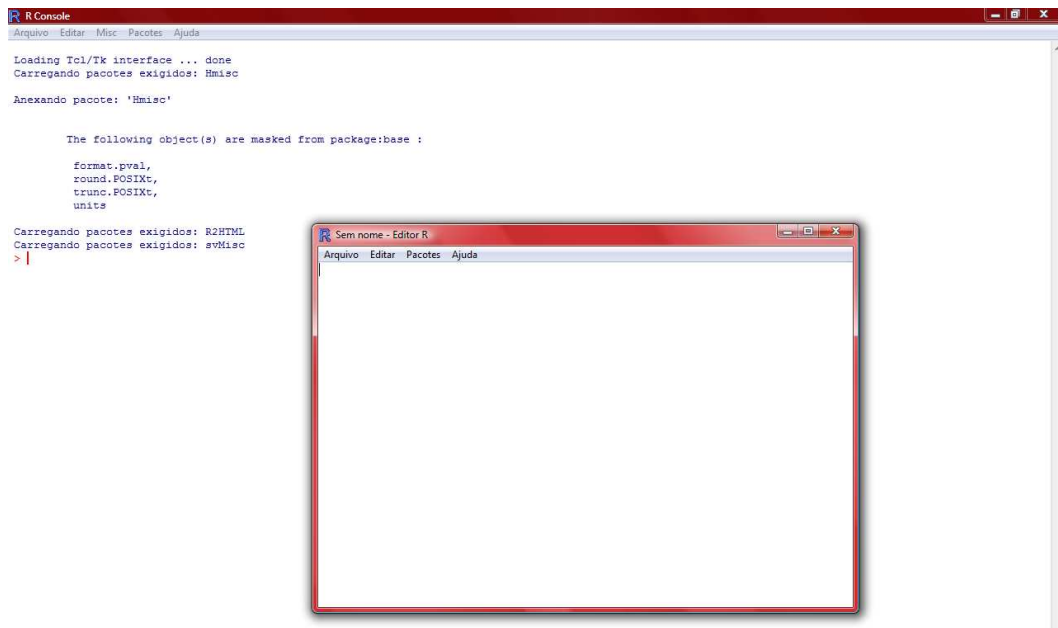 R Console
Arquivo Editar Misc Pacotes Ajuda
Loading Tcl/Tk interface ... done
Carregando pacotes exigidos: Hmisc
Anexando pacote: 'Hmisc'
The following object(s) are masked from package:base :
format.pval,
round.POSIXt,
trunc.POSIXt,
units
Carregando pacotes exigidos: R2HTML
Carregando pacotes exigidos: svMisc
>
Sem nome - Editor R
Arquivo Editar Pacotes Ajuda